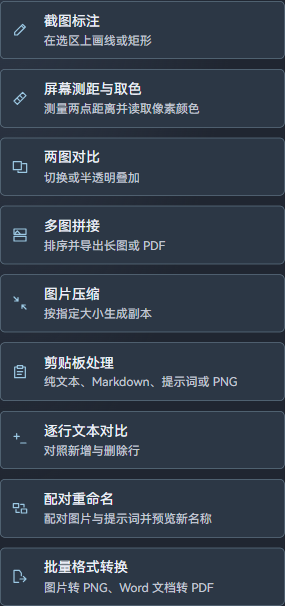 截图标注
在选区上画线或矩形
屏幕测距与取色
测量两点距离并读取像素颜色
两图对比
切换或半透明叠加
多图拼接
排序并导出长图或 PDF
图片压缩
按指定大小生成副本
剪贴板处理
纯文本、Markdown、提示词或 PNG
逐行文本对比
对照新增与删除行
配对重命名
配对图片与提示词并预览新名称
批量格式转换
图片转 PNG、Word 文档转 PDF